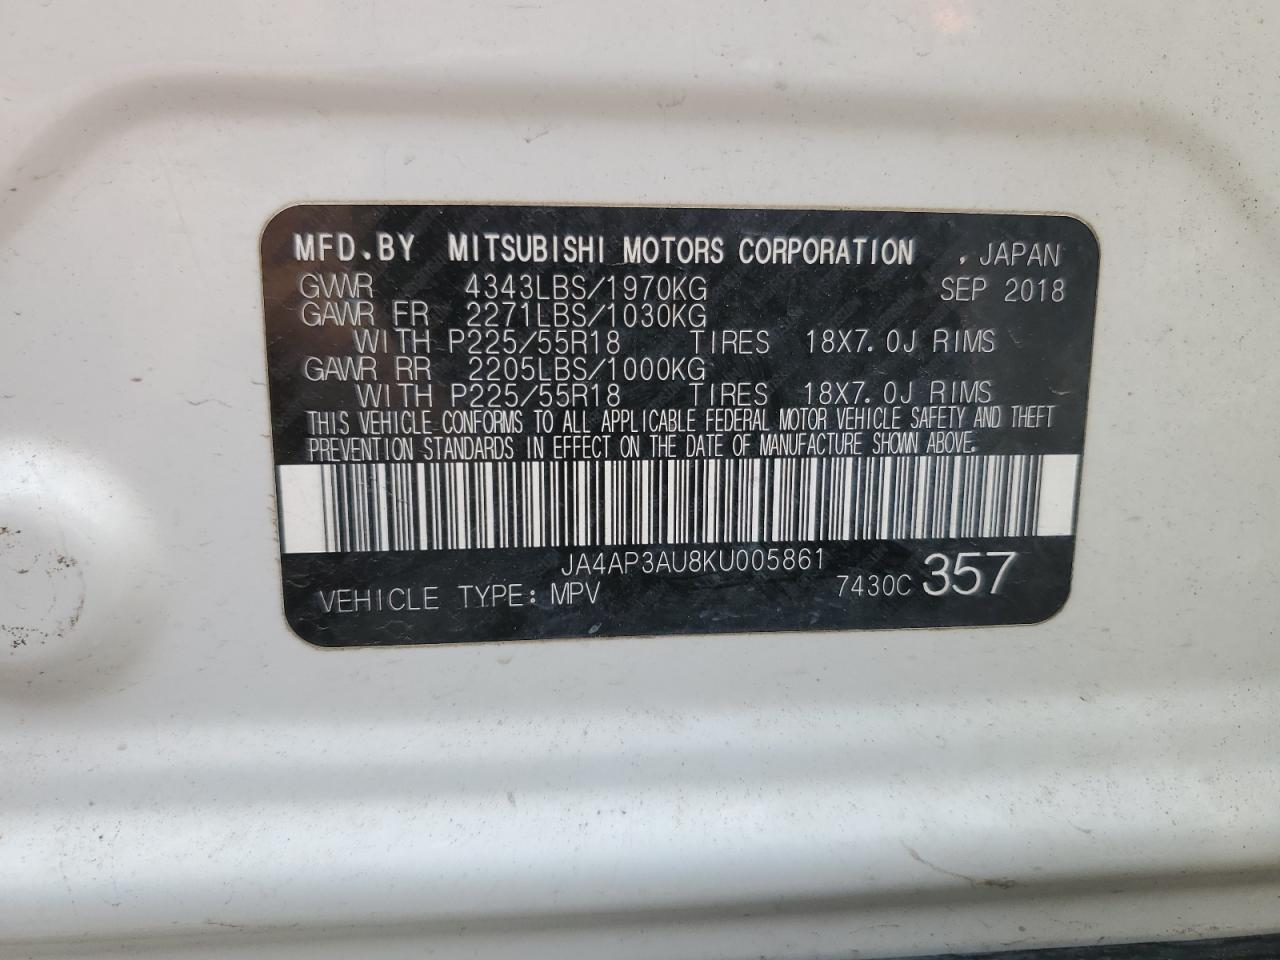 MFD.BY MITSUBISHI MOTORS CORPORATION , JAPAN
GVWR 4343LBS/1970KG SEP 2018
GAWR FR 2271LBS/1030KG
WITH P225/55R18 TIRES 18X7.0J RIMS
GAWR RR 2205LBS/1000KG
WITH P225/55R18 TIRES 18X7.0J RIMS
THIS VEHICLE CONFORMS TO ALL APPLICABLE FEDERAL MOTOR VEHICLE SAFETY AND THEFT
PREVENTION STANDARDS IN EFFECT ON THE DATE OF MANUFACTURE SHOWN ABOVE.
JA4AP3AU8KU005861
VEHICLE TYPE: MPV 7430C 357